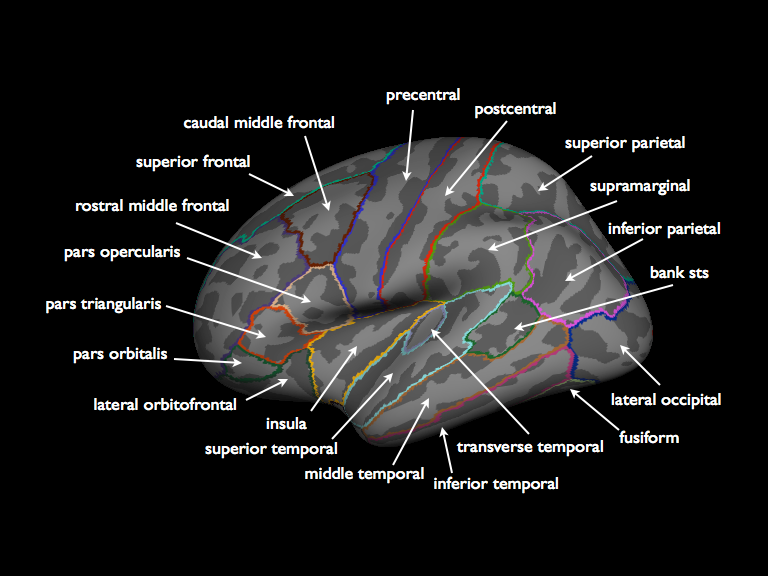 precentral
postcentral
caudal middle frontal
superior parietal
superior frontal
supramarginal
rostral middle frontal
inferior parietal
pars opercularis
bank sts
pars triangularis
pars orbitalis
lateral orbitofrontal
lateral occipital
insula
fusiform
superior temporal
transverse temporal
middle temporal
inferior temporal